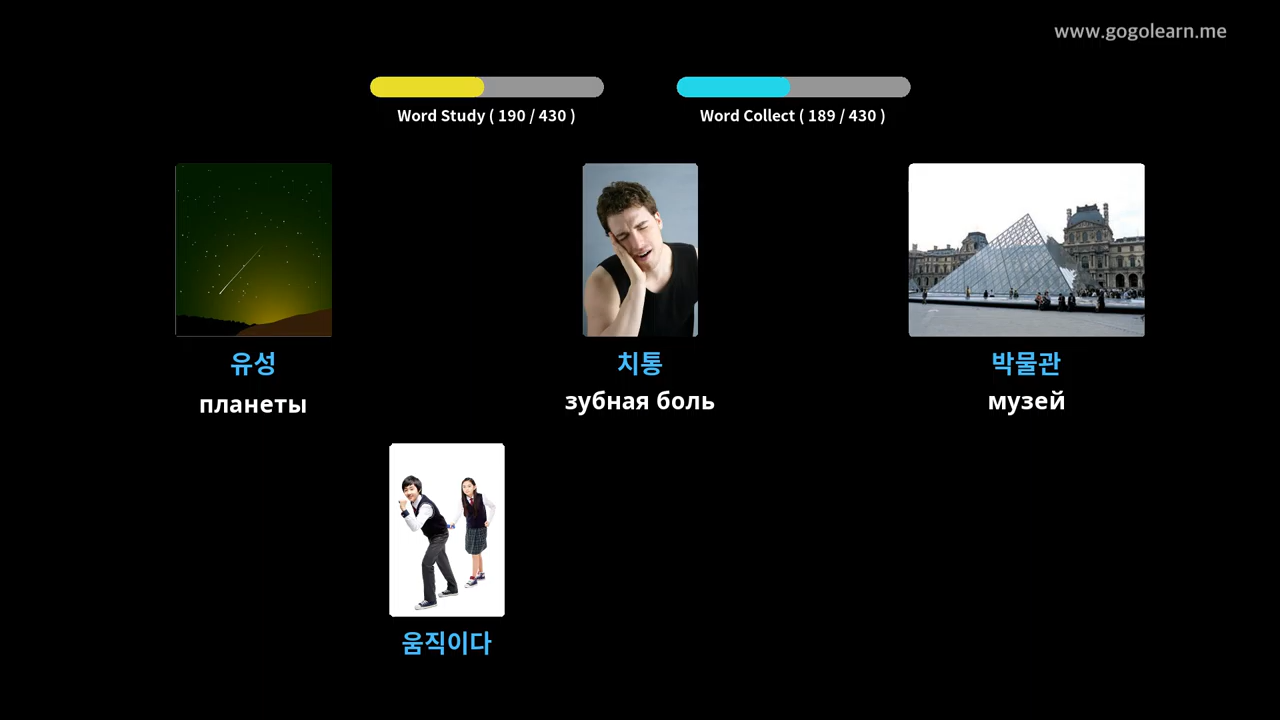 www.gogolearn.me
Word Study ( 190 / 430 )
Word Collect ( 189 / 430 )
유성
치통
박물관
планеты
зубная боль
музей
움직이다